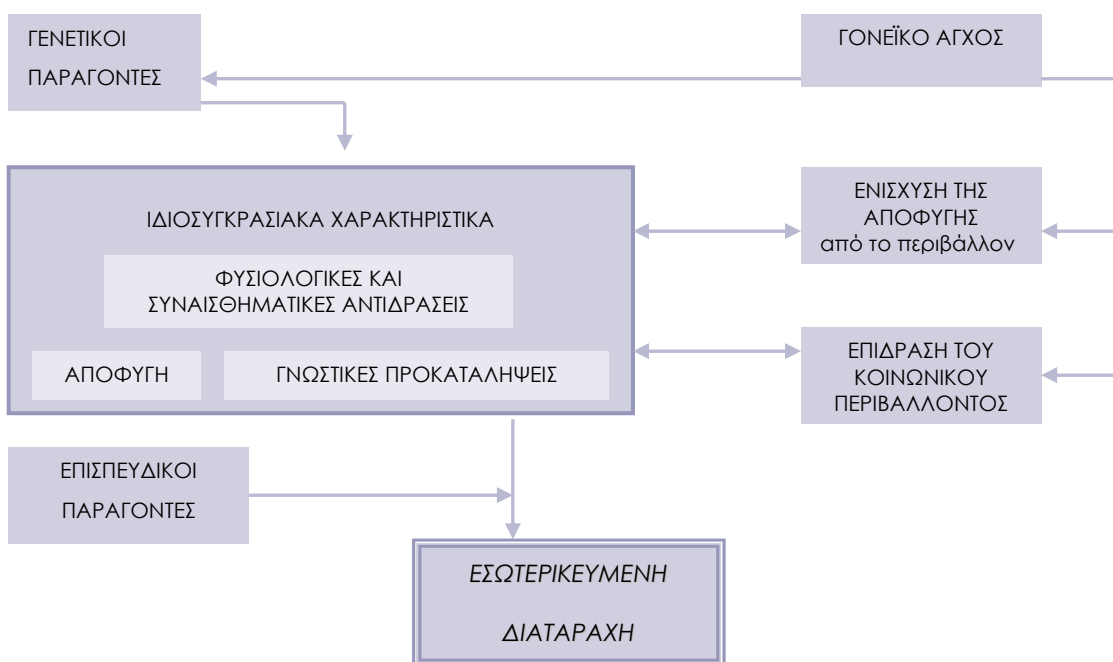 ΓΕΝΕΤΙΚΟΙ
ΠΑΡΑΓΟΝΤΕΣ
ΓΟΝΕΪΚΟ ΑΓΧΟΣ
ΙΔΙΟΣΥΓΚΡΑΣΙΑΚΑ ΧΑΡΑΚΤΗΡΙΣΤΙΚΑ
ΦΥΣΙΟΛΟΓΙΚΕΣ ΚΑΙ
ΣΥΝΑΙΣΘΗΜΑΤΙΚΕΣ ΑΝΤΙΔΡΑΣΕΙΣ
ΑΠΟΦΥΓΗ
ΓΝΩΣΤΙΚΕΣ ΠΡΟΚΑΤΑΛΗΨΕΙΣ
ΕΝΙΣΧΥΣΗ ΤΗΣ
ΑΠΟΦΥΓΗΣ
από το περιβάλλον
ΕΠΙΔΡΑΣΗ ΤΟΥ
ΚΟΙΝΩΝΙΚΟΥ
ΠΕΡΙΒΑΛΛΟΝΤΟΣ
ΕΠΙΣΠΕΥΔΙΚΟΙ
ΠΑΡΑΓΟΝΤΕΣ
ΕΣΩΤΕΡΙΚΕΥΜΕΝΗ
ΔΙΑΤΑΡΑΧΗ